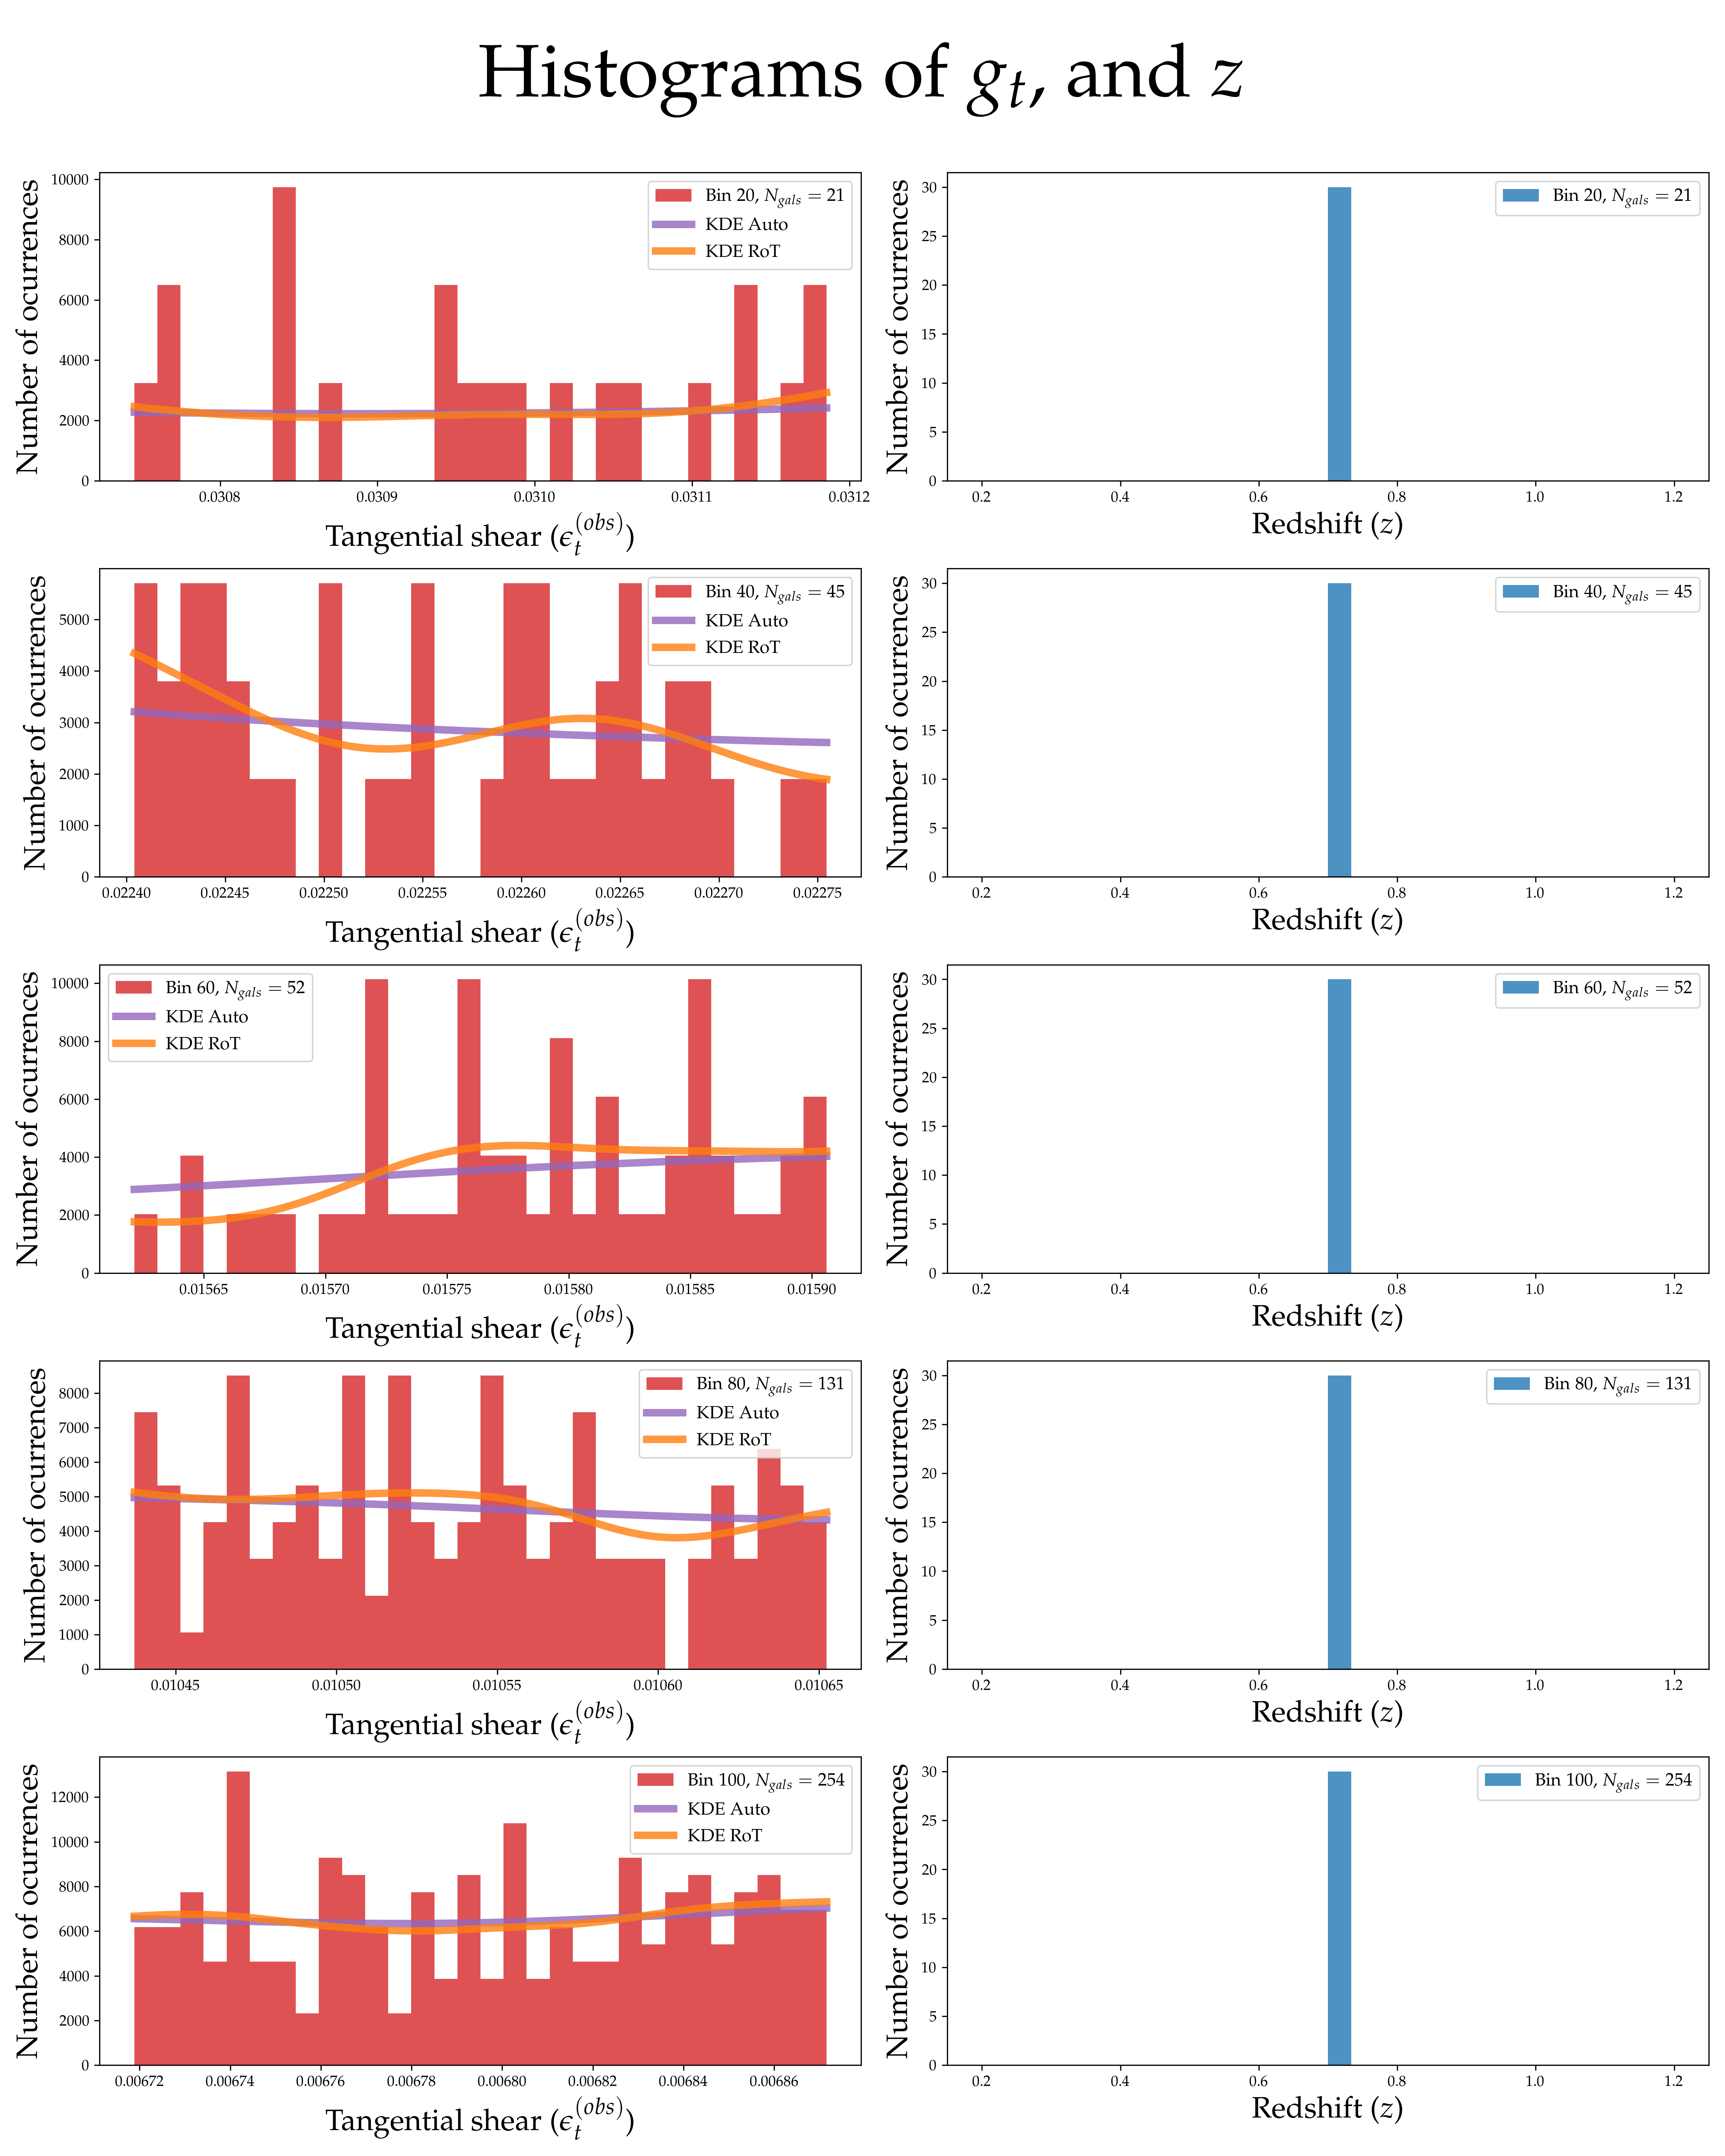 Histograms of g_t, and z
Number of ocurrences
10000
8000
6000
4000
2000
0
Bin 20, N_gals = 21
KDE Auto
KDE RoT
0.0308 0.0309 0.0310 0.0311 0.0312
Tangential shear (ϵ_t^(obs))
Number of ocurrences
30
25
20
15
10
5
0
Bin 20, N_gals = 21
0.2 0.4 0.6 0.8 1.0 1.2
Redshift (z)
Number of ocurrences
5000
4000
3000
2000
1000
0
Bin 40, N_gals = 45
KDE Auto
KDE RoT
0.02240 0.02245 0.02250 0.02255 0.02260 0.02265 0.02270 0.02275
Tangential shear (ϵ_t^(obs))
Number of ocurrences
30
25
20
15
10
5
0
Bin 40, N_gals = 45
0.2 0.4 0.6 0.8 1.0 1.2
Redshift (z)
Number of ocurrences
10000
8000
6000
4000
2000
0
Bin 60, N_gals = 52
KDE Auto
KDE RoT
0.01565 0.01570 0.01575 0.01580 0.01585 0.01590
Tangential shear (ϵ_t^(obs))
Number of ocurrences
30
25
20
15
10
5
0
Bin 60, N_gals = 52
0.2 0.4 0.6 0.8 1.0 1.2
Redshift (z)
Number of ocurrences
8000
7000
6000
5000
4000
3000
2000
1000
0
Bin 80, N_gals = 131
KDE Auto
KDE RoT
0.01045 0.01050 0.01055 0.01060 0.01065
Tangential shear (ϵ_t^(obs))
Number of ocurrences
30
25
20
15
10
5
0
Bin 80, N_gals = 131
0.2 0.4 0.6 0.8 1.0 1.2
Redshift (z)
Number of ocurrences
12000
10000
8000
6000
4000
2000
0
Bin 100, N_gals = 254
KDE Auto
KDE RoT
0.00672 0.00674 0.00676 0.00678 0.00680 0.00682 0.00684 0.00686
Tangential shear (ϵ_t^(obs))
Number of ocurrences
30
25
20
15
10
5
0
Bin 100, N_gals = 254
0.2 0.4 0.6 0.8 1.0 1.2
Redshift (z)